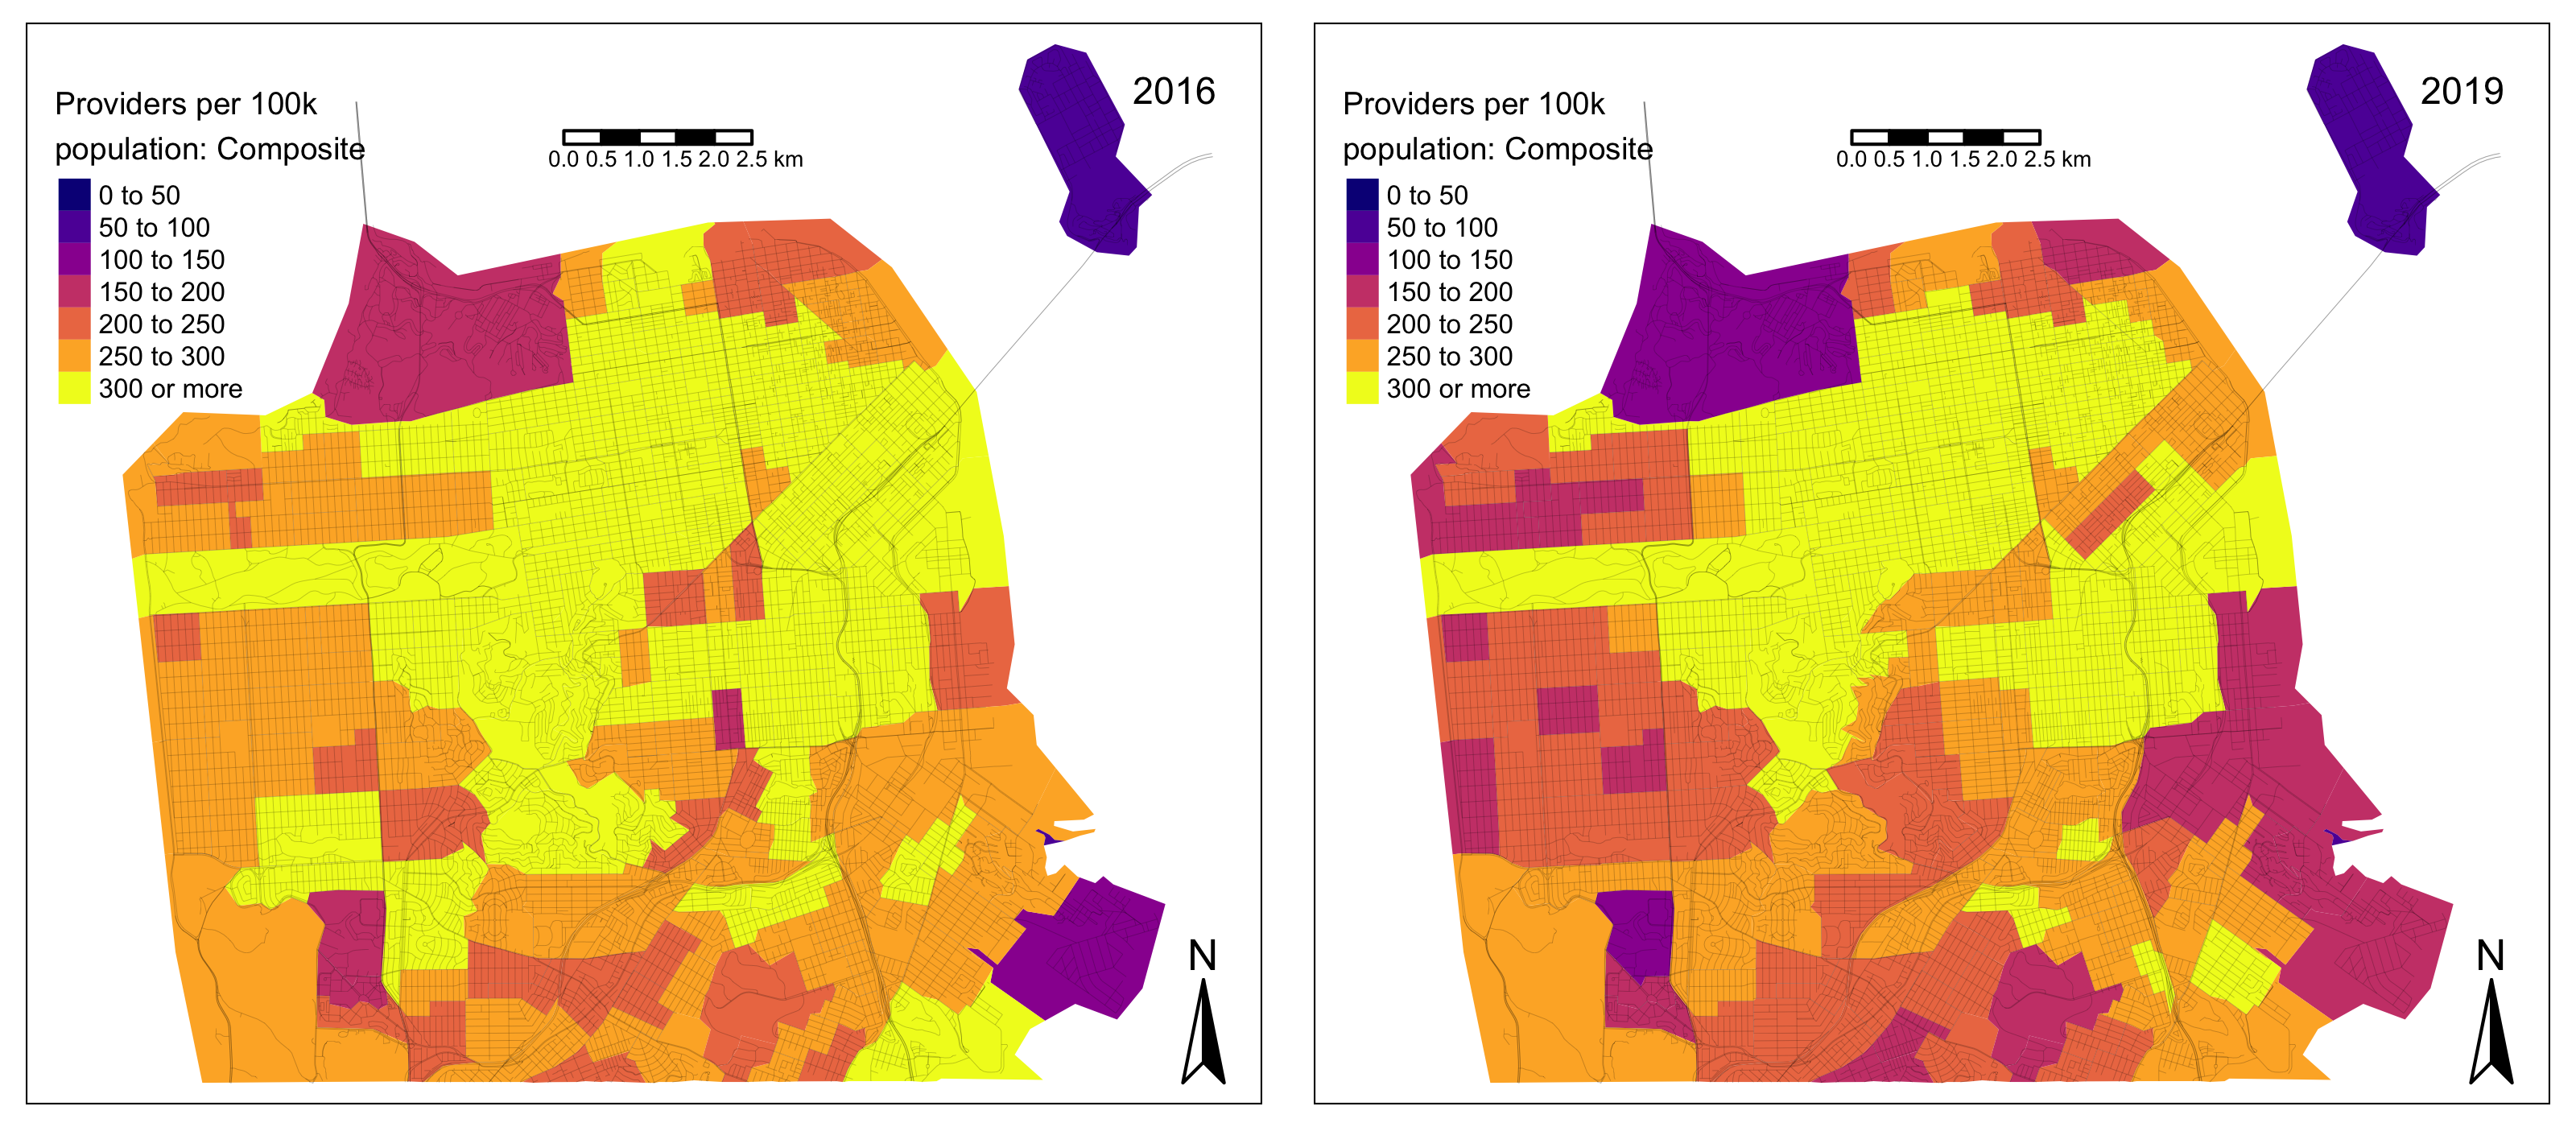 2016
Providers per 100k
population: Composite
0.0 0.5 1.0 1.5 2.0 2.5 km
0 to 50
50 to 100
100 to 150
150 to 200
200 to 250
250 to 300
300 or more
N
2019
Providers per 100k
population: Composite
0.0 0.5 1.0 1.5 2.0 2.5 km
0 to 50
50 to 100
100 to 150
150 to 200
200 to 250
250 to 300
300 or more
N